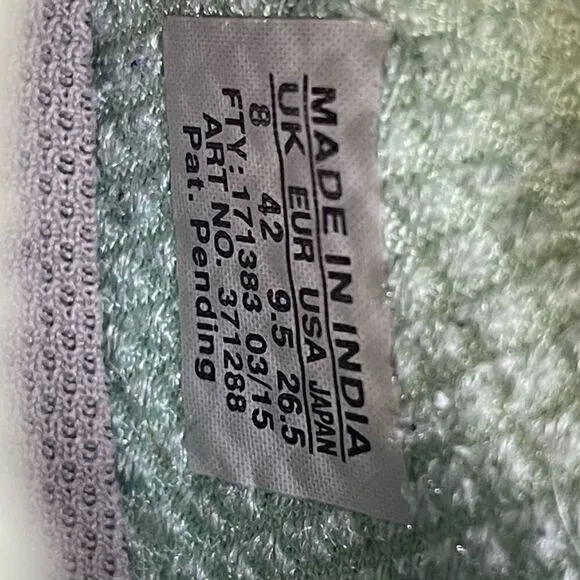 MADE IN INDIA
UK EUR USA JAPAN
8 42 9.5 26.5
FTY: 171383 03/15
ART NO. 371288
Pat. Pending